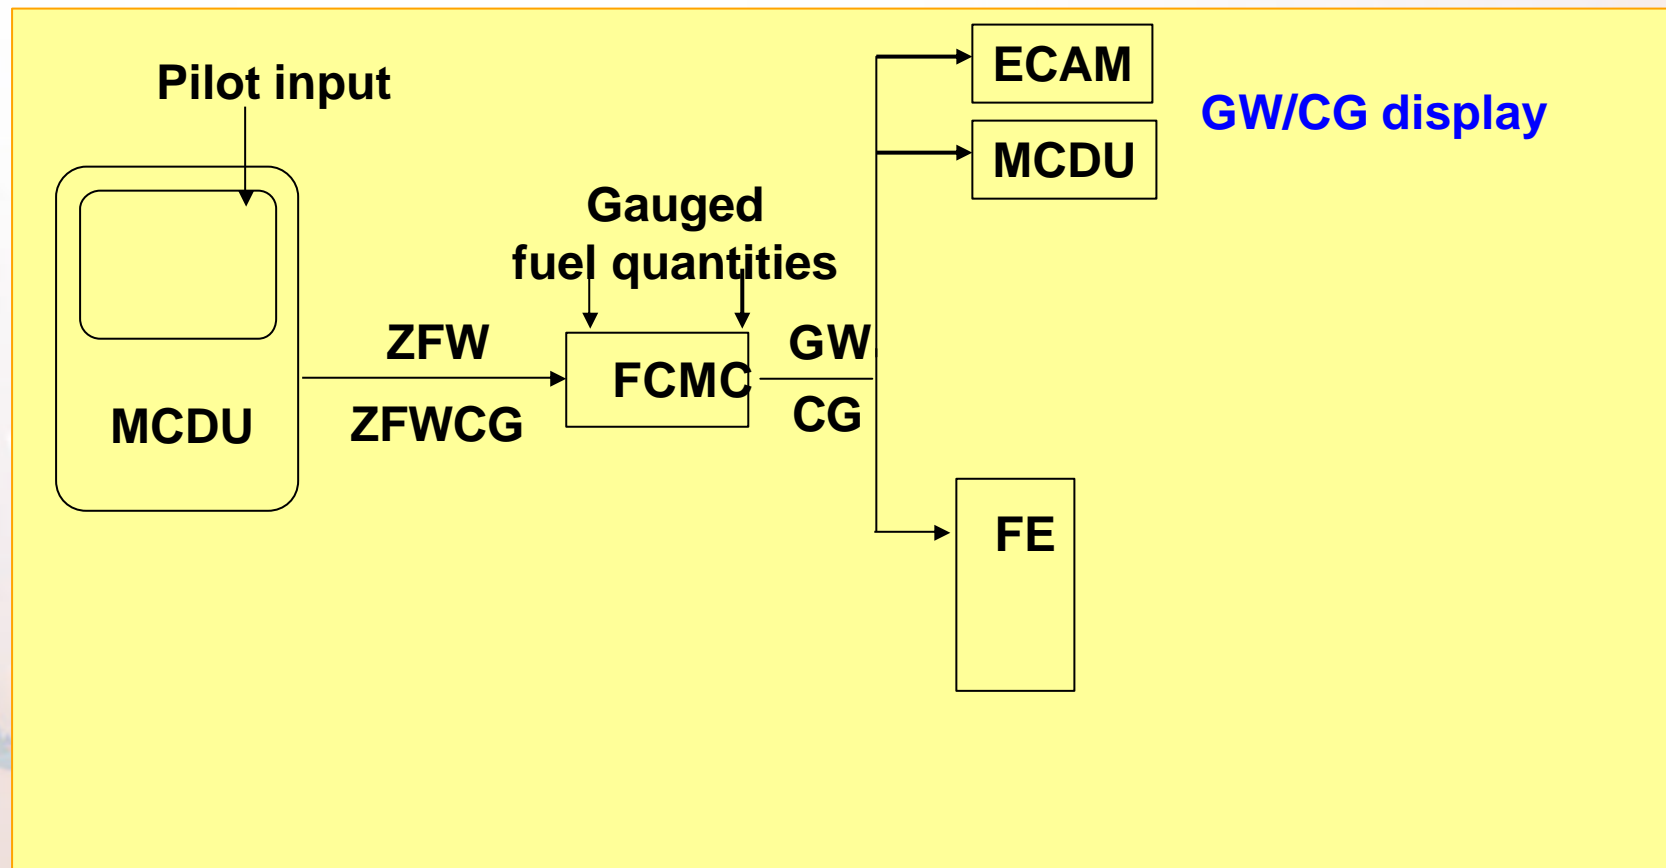 Pilot input
MCDU
ZFW
ZFWCG
Gauged
fuel quantities
FCMC
GW
CG
ECAM
MCDU
GW/CG display
FE